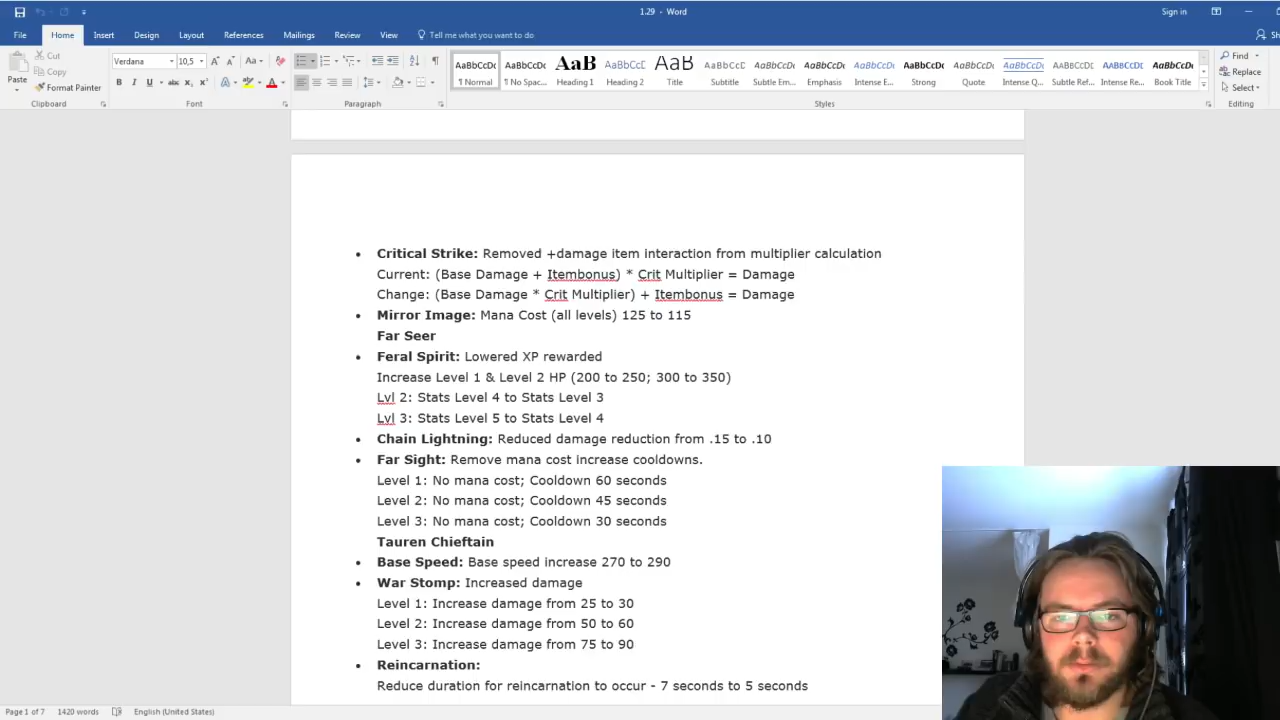 1.29 - Word
Sign in
File Home Insert Design Layout References Mailings Review View Tell me what you want to do
Paste
Cut
Copy
Format Painter
Clipboard
Verdana 10,5
Font
Paragraph
AaBbCcDc AaBbCcDc AaB AaBbCcD AaB AaBbCcD AaBbCcDc AaBbCcDc AaBbCcDc AaBbCcDc AaBbCcDc AaBbCcDc AaBbCcDc AaBbCcDc AaBbCcDc
¶ Normal ¶ No Spac... Heading 1 Heading 2 Title Subtitle Subtle Em... Emphasis Intense E... Strong Quote Intense Q... Subtle Ref... Intense Re... Book Title
Styles
Find
Replace
Select
Editing
• Critical Strike: Removed +damage item interaction from multiplier calculation
Current: (Base Damage + Itembonus) * Crit Multiplier = Damage
Change: (Base Damage * Crit Multiplier) + Itembonus = Damage
• Mirror Image: Mana Cost (all levels) 125 to 115
Far Seer
• Feral Spirit: Lowered XP rewarded
Increase Level 1 & Level 2 HP (200 to 250; 300 to 350)
Lvl 2: Stats Level 4 to Stats Level 3
Lvl 3: Stats Level 5 to Stats Level 4
• Chain Lightning: Reduced damage reduction from .15 to .10
• Far Sight: Remove mana cost increase cooldowns.
Level 1: No mana cost; Cooldown 60 seconds
Level 2: No mana cost; Cooldown 45 seconds
Level 3: No mana cost; Cooldown 30 seconds
Tauren Chieftain
• Base Speed: Base speed increase 270 to 290
• War Stomp: Increased damage
Level 1: Increase damage from 25 to 30
Level 2: Increase damage from 50 to 60
Level 3: Increase damage from 75 to 90
• Reincarnation:
Reduce duration for reincarnation to occur - 7 seconds to 5 seconds
Page 1 of 7 1420 words English (United States)